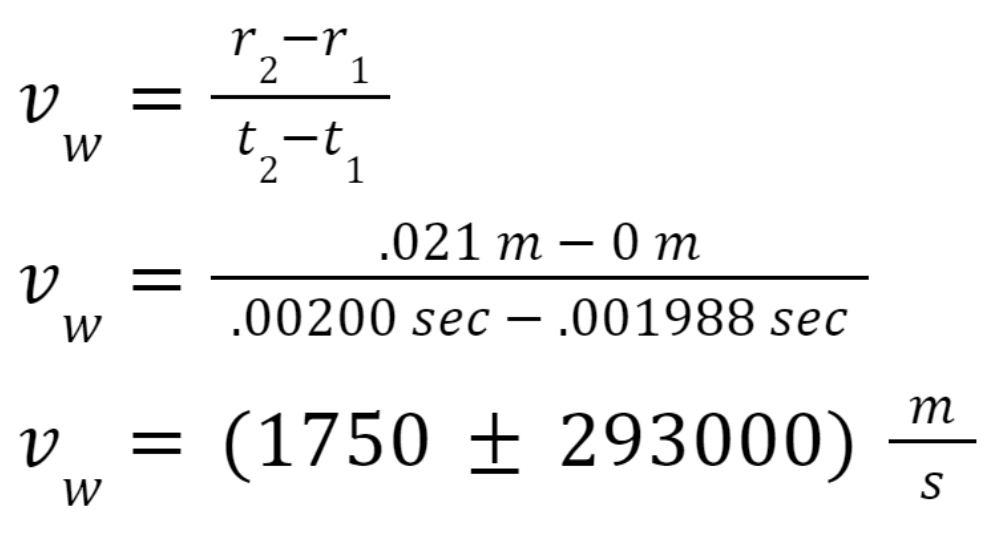 v_w = (r_2 − r_1) / (t_2 − t_1)
v_w = (.021 m − 0 m) / (.00200 sec − .001988 sec)
v_w = (1750 ± 293000) m/s